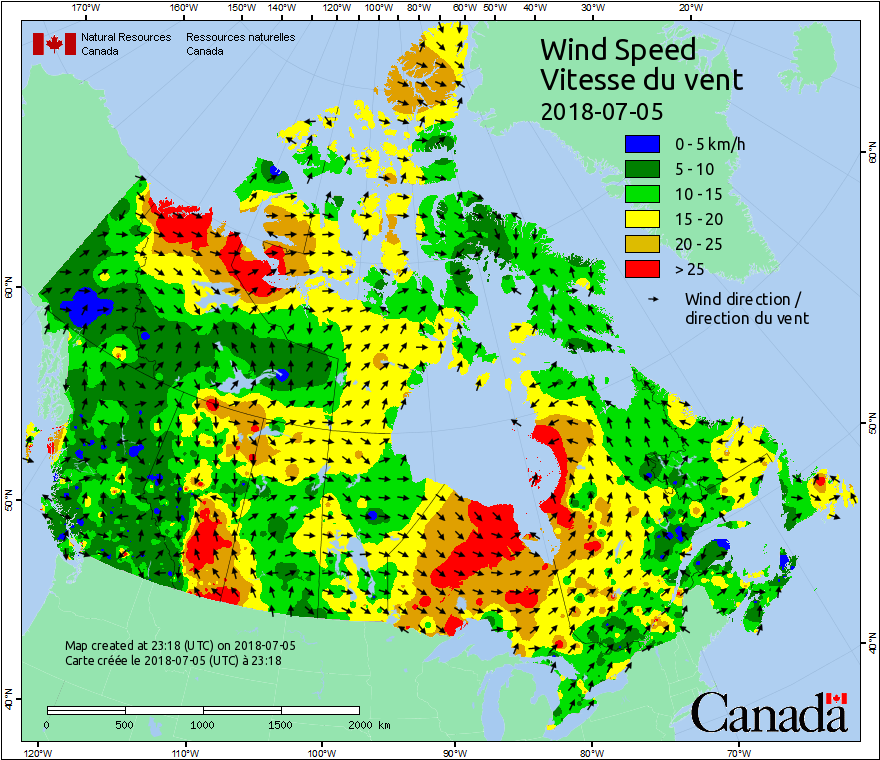 170°W 160°W 150°W 140°W 120°W 100°W 80°W 60°W 50°W 40°W 30°W 20°W
Natural Resources Canada
Ressources naturelles Canada
Wind Speed
Vitesse du vent
2018-07-05
0 - 5 km/h
5 - 10
10 - 15
15 - 20
20 - 25
> 25
Wind direction /
direction du vent
60°N
60°N
50°N
50°N
40°N
40°N
Map created at 23:18 (UTC) on 2018-07-05
Carte créée le 2018-07-05 (UTC) à 23:18
0 500 1000 1500 2000 km
Canada
120°W 110°W 100°W 90°W 80°W 70°W